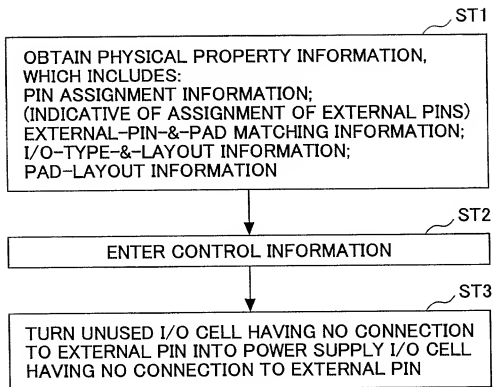 ST1
OBTAIN PHYSICAL PROPERTY INFORMATION,
WHICH INCLUDES:
PIN ASSIGNMENT INFORMATION;
(INDICATIVE OF ASSIGNMENT OF EXTERNAL PINS)
EXTERNAL-PIN-&-PAD MATCHING INFORMATION;
I/O-TYPE-&-LAYOUT INFORMATION;
PAD-LAYOUT INFORMATION
ST2
ENTER CONTROL INFORMATION
ST3
TURN UNUSED I/O CELL HAVING NO CONNECTION
TO EXTERNAL PIN INTO POWER SUPPLY I/O CELL
HAVING NO CONNECTION TO EXTERNAL PIN